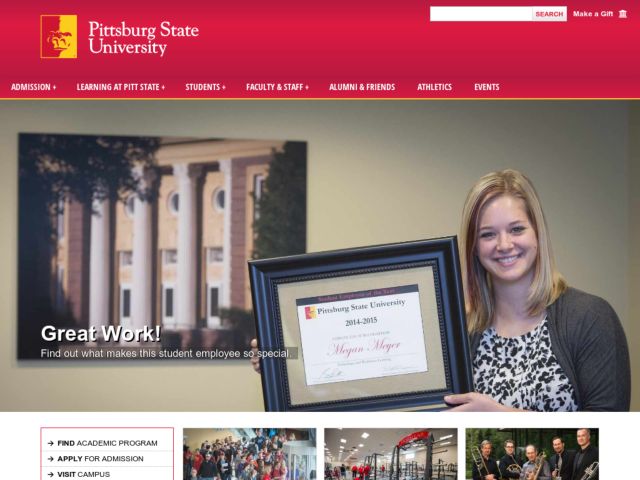 Pittsburg State
University
SEARCH
Make a Gift
ADMISSION +
LEARNING AT PITT STATE +
STUDENTS +
FACULTY & STAFF +
ALUMNI & FRIENDS
ATHLETICS
EVENTS
Student Employee of the Year
Pittsburg State University
2014-2015
Megan Meyer
Great Work!
Find out what makes this student employee so special.
→ FIND ACADEMIC PROGRAM
→ APPLY FOR ADMISSION
→ VISIT CAMPUS